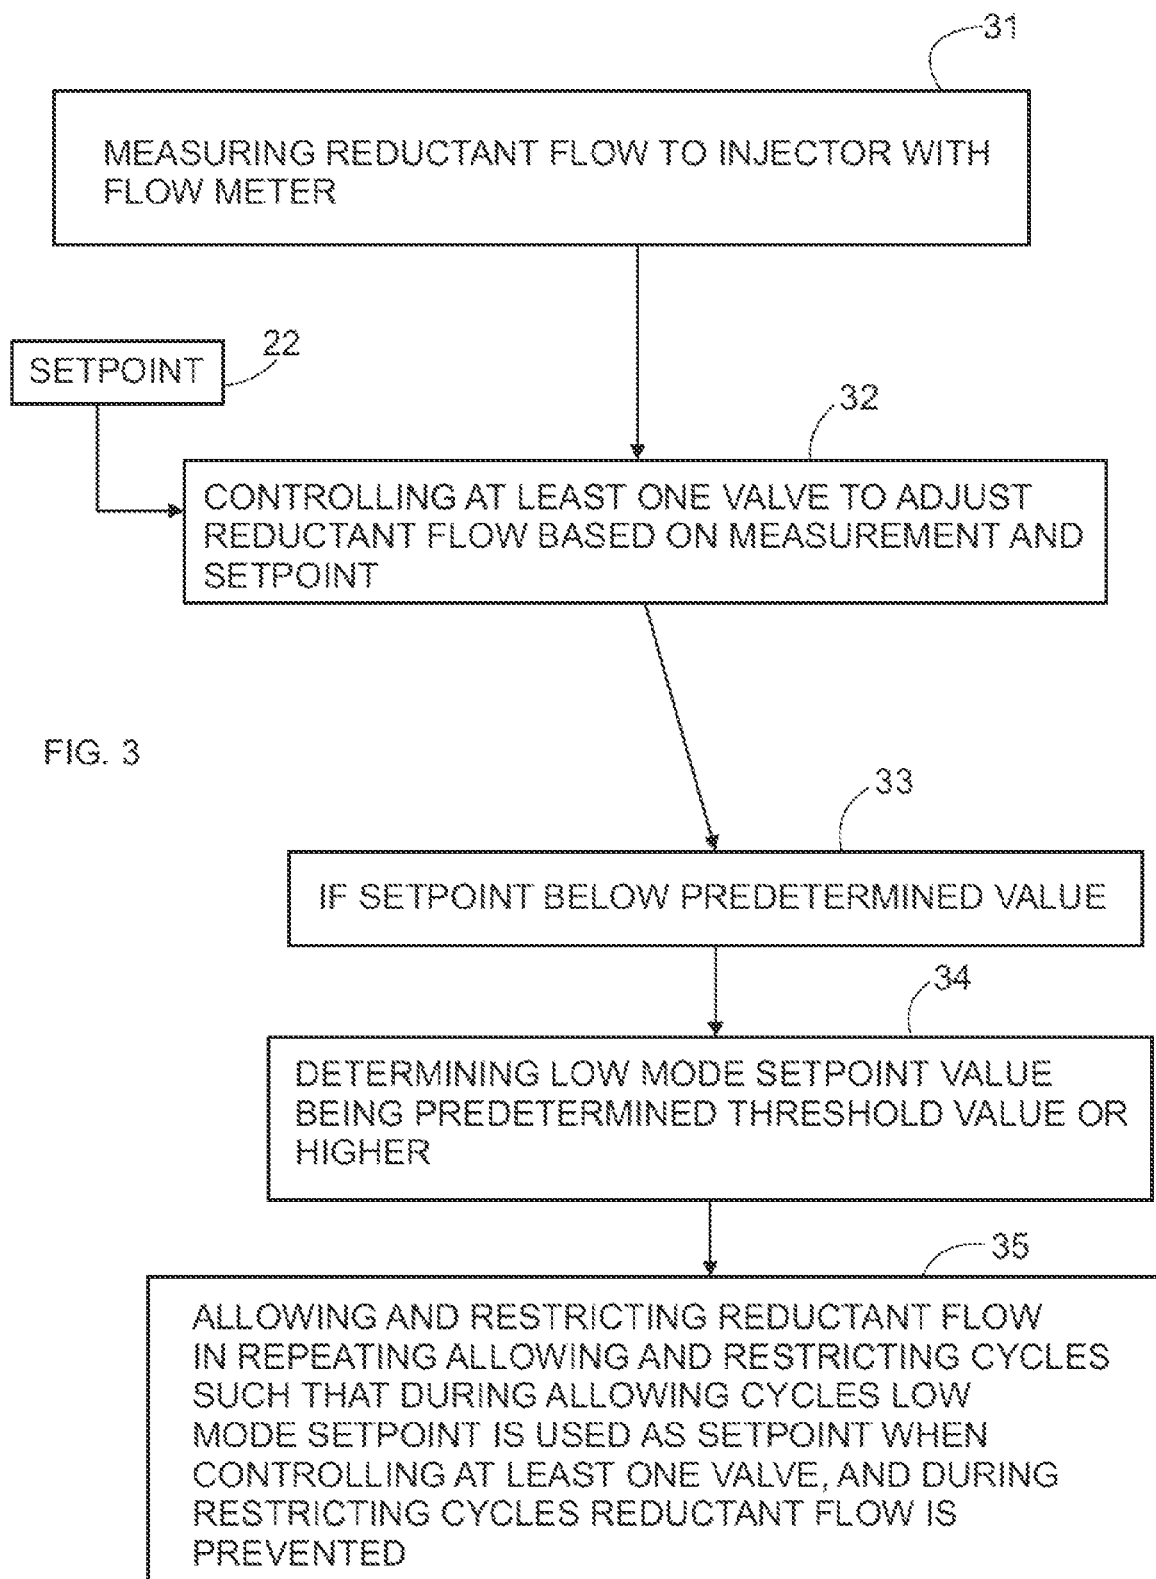 31
MEASURING REDUCTANT FLOW TO INJECTOR WITH
FLOW METER
22
SETPOINT
32
CONTROLLING AT LEAST ONE VALVE TO ADJUST
REDUCTANT FLOW BASED ON MEASUREMENT AND
SETPOINT
FIG. 3
33
IF SETPOINT BELOW PREDETERMINED VALUE
34
DETERMINING LOW MODE SETPOINT VALUE
BEING PREDETERMINED THRESHOLD VALUE OR
HIGHER
35
ALLOWING AND RESTRICTING REDUCTANT FLOW
IN REPEATING ALLOWING AND RESTRICTING CYCLES
SUCH THAT DURING ALLOWING CYCLES LOW
MODE SETPOINT IS USED AS SETPOINT WHEN
CONTROLLING AT LEAST ONE VALVE, AND DURING
RESTRICTING CYCLES REDUCTANT FLOW IS
PREVENTED